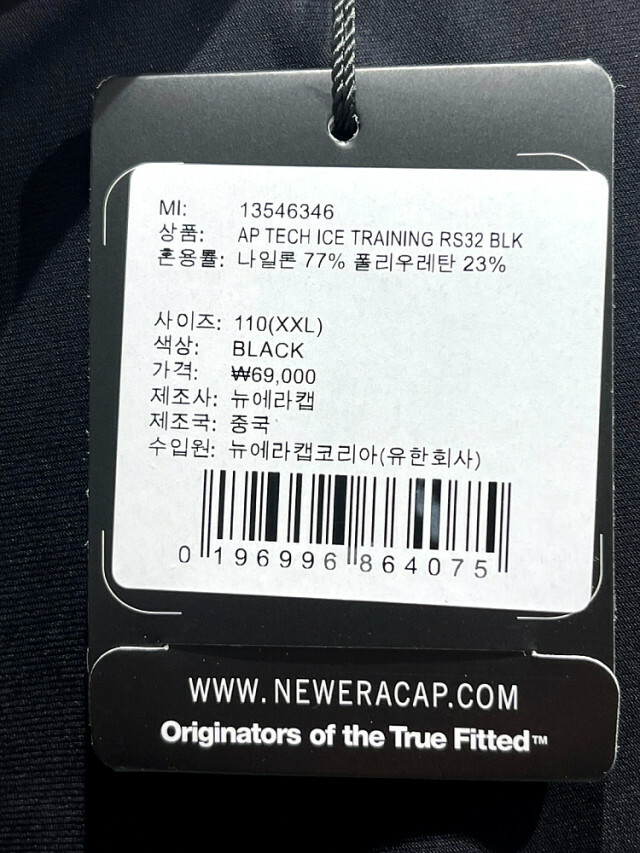 MI: 13546346
상품: AP TECH ICE TRAINING RS32 BLK
혼용률: 나일론 77% 폴리우레탄 23%
사이즈: 110(XXL)
색상: BLACK
가격: ₩69,000
제조사: 뉴에라캡
제조국: 중국
수입원: 뉴에라캡코리아(유한회사)
0 196996 864075
WWW.NEWERACAP.COM
Originators of the True Fitted™